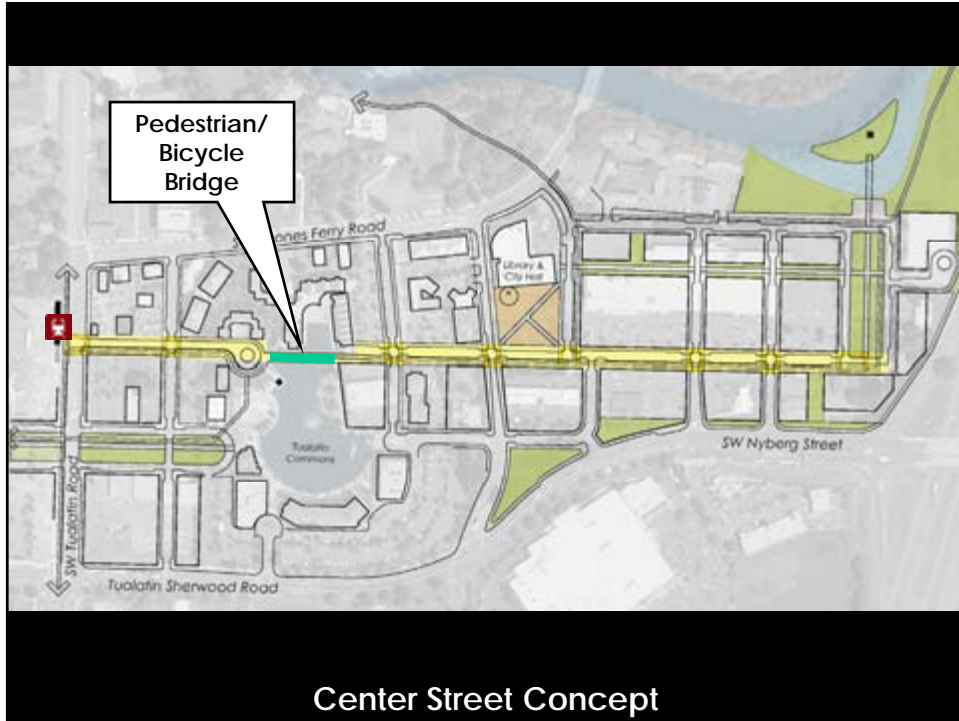 Pedestrian/
Bicycle
Bridge
ones Ferry Road
Library &
City Hall
Tualatin
Commons
SW Nyberg Street
SW Tualatin Road
Tualatin Sherwood Road
Center Street Concept